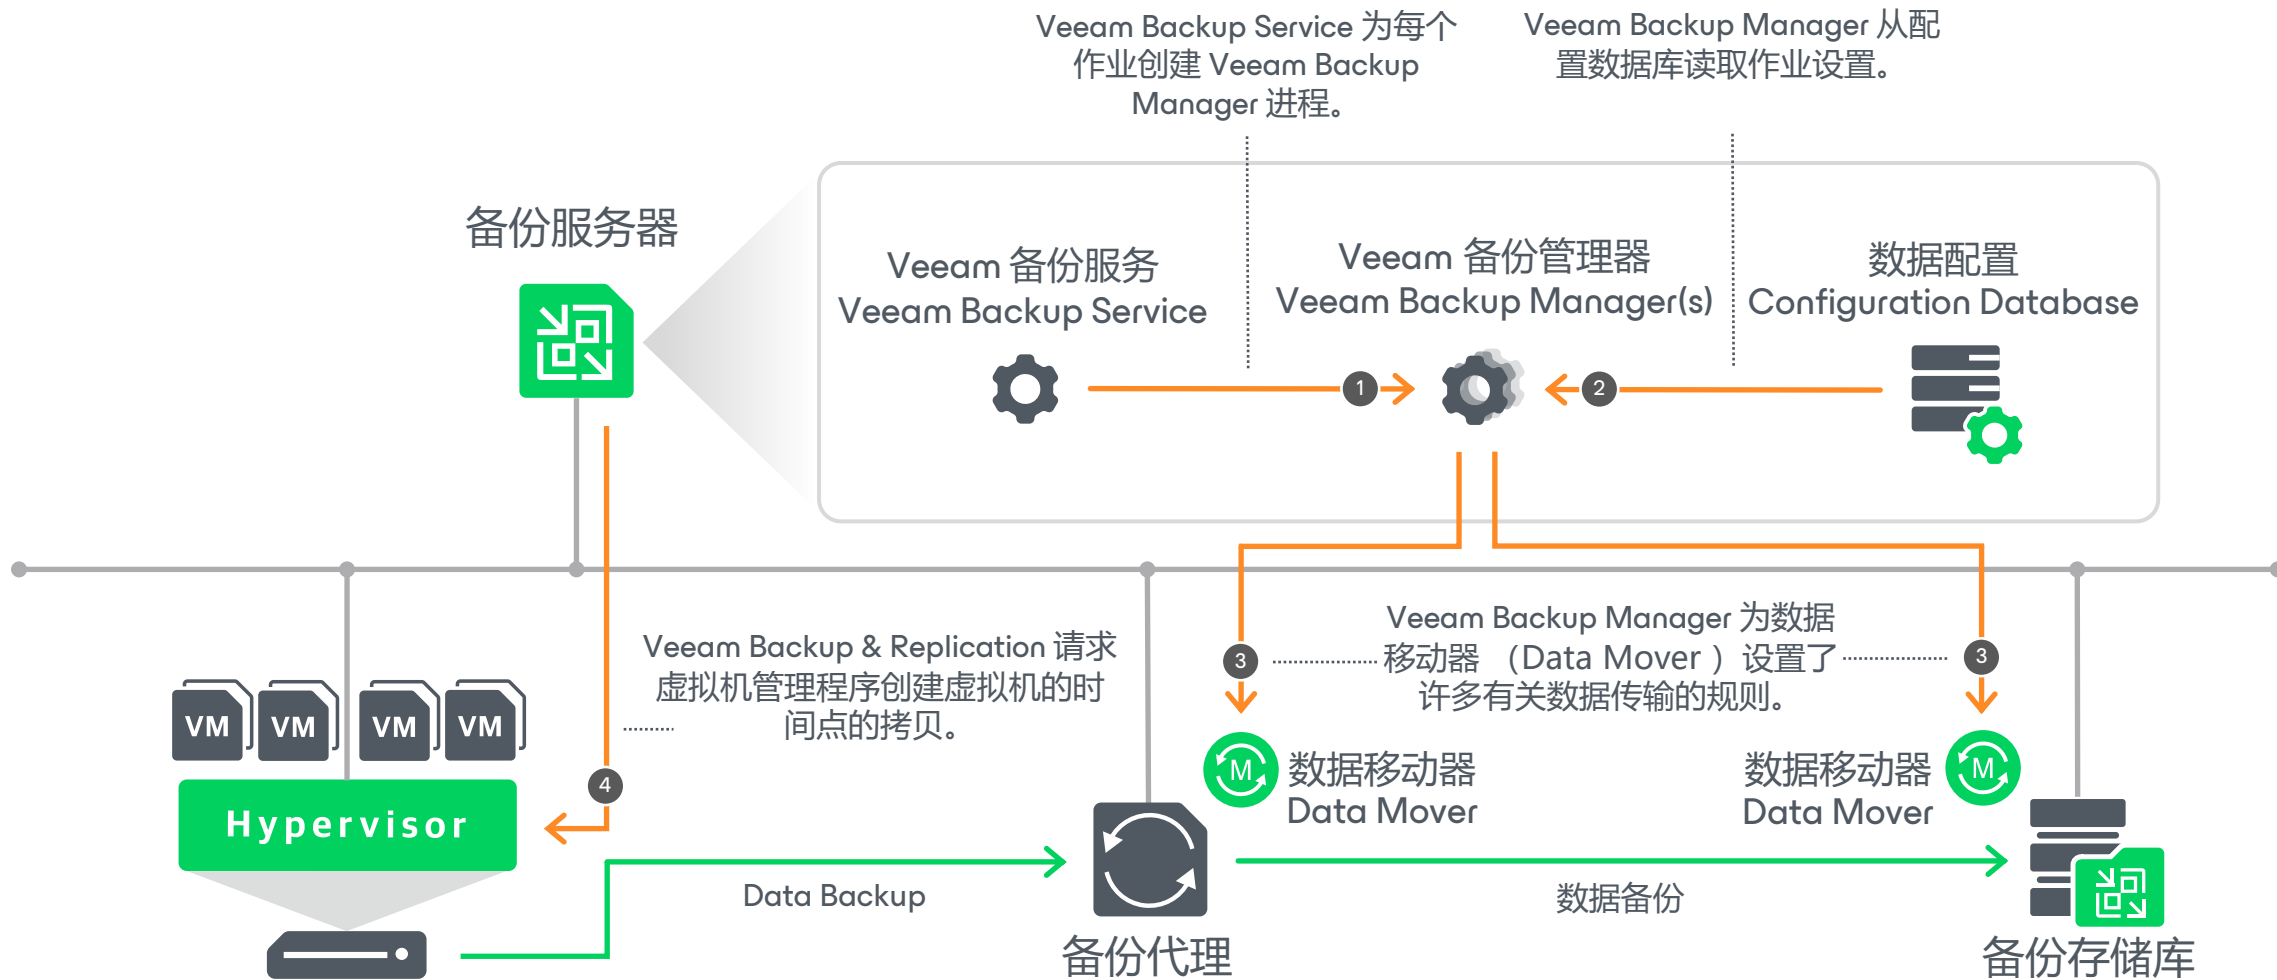 Veeam Backup Service 为每个
作业创建 Veeam Backup
Manager 进程。
Veeam Backup Manager 从配
置数据库读取作业设置。
备份服务器
Veeam 备份服务
Veeam Backup Service
Veeam 备份管理器
Veeam Backup Manager(s)
数据配置
Configuration Database
1
2
Veeam Backup & Replication 请求
虚拟机管理程序创建虚拟机的时
间点的拷贝。
Veeam Backup Manager 为数据
移动器 （Data Mover ）设置了
许多有关数据传输的规则。
3
3
VM
VM
VM
VM
4
Hypervisor
M
数据移动器
Data Mover
数据移动器
Data Mover
M
Data Backup
数据备份
备份代理
备份存储库